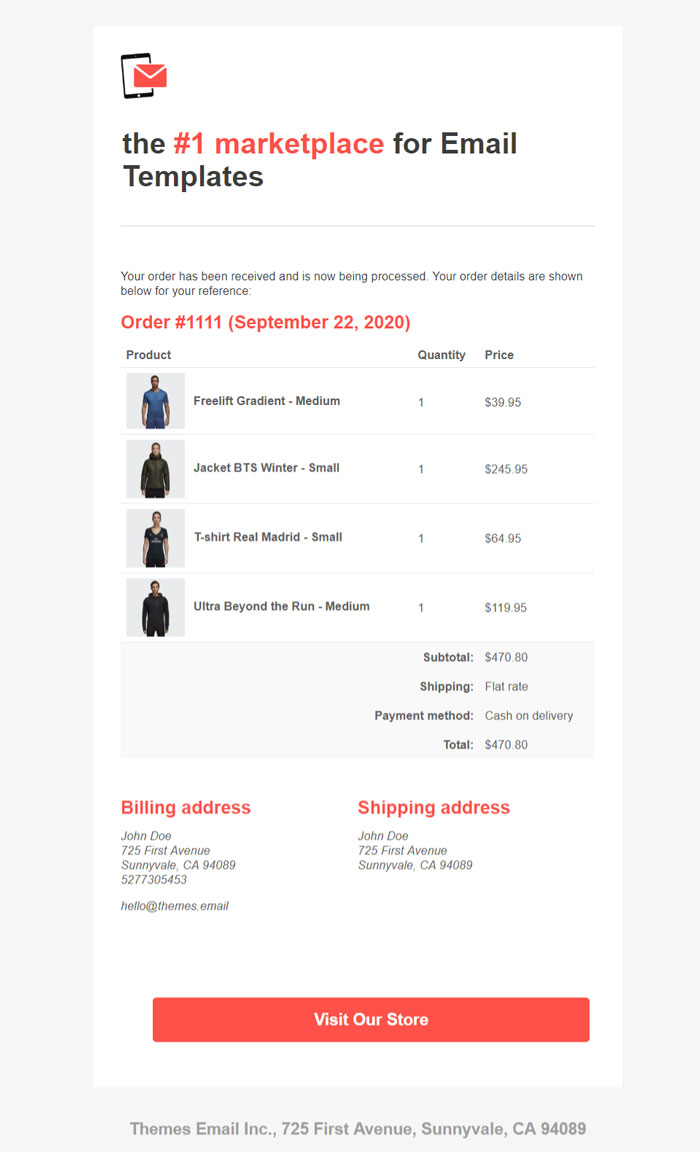 the #1 marketplace for Email
Templates
Your order has been received and is now being processed. Your order details are shown
below for your reference:
Order #1111 (September 22, 2020)
Product Quantity Price
Freelift Gradient - Medium 1 $39.95
Jacket BTS Winter - Small 1 $245.95
T-shirt Real Madrid - Small 1 $64.95
Ultra Beyond the Run - Medium 1 $119.95
Subtotal: $470.80
Shipping: Flat rate
Payment method: Cash on delivery
Total: $470.80
Billing address
John Doe
725 First Avenue
Sunnyvale, CA 94089
5277305453
hello@themes.email
Shipping address
John Doe
725 First Avenue
Sunnyvale, CA 94089
Visit Our Store
Themes Email Inc., 725 First Avenue, Sunnyvale, CA 94089